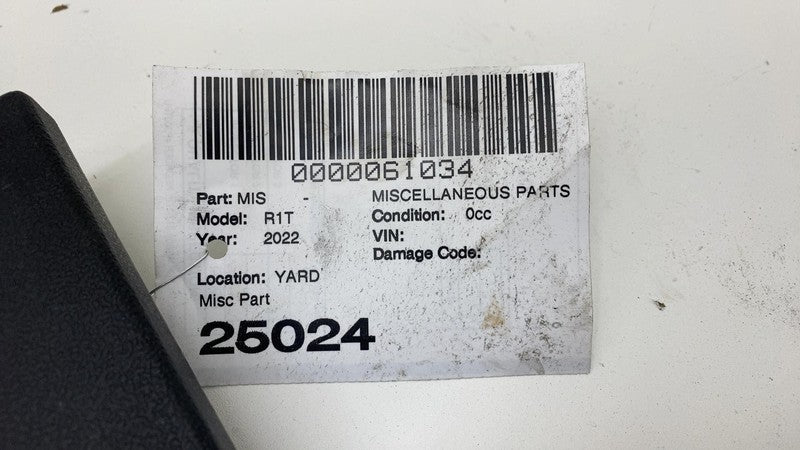 0000061034
Part: MIS - MISCELLANEOUS PARTS
Model: R1T Condition: 0cc
Year: 2022 VIN:
Damage Code:
Location: YARD
Misc Part
25024